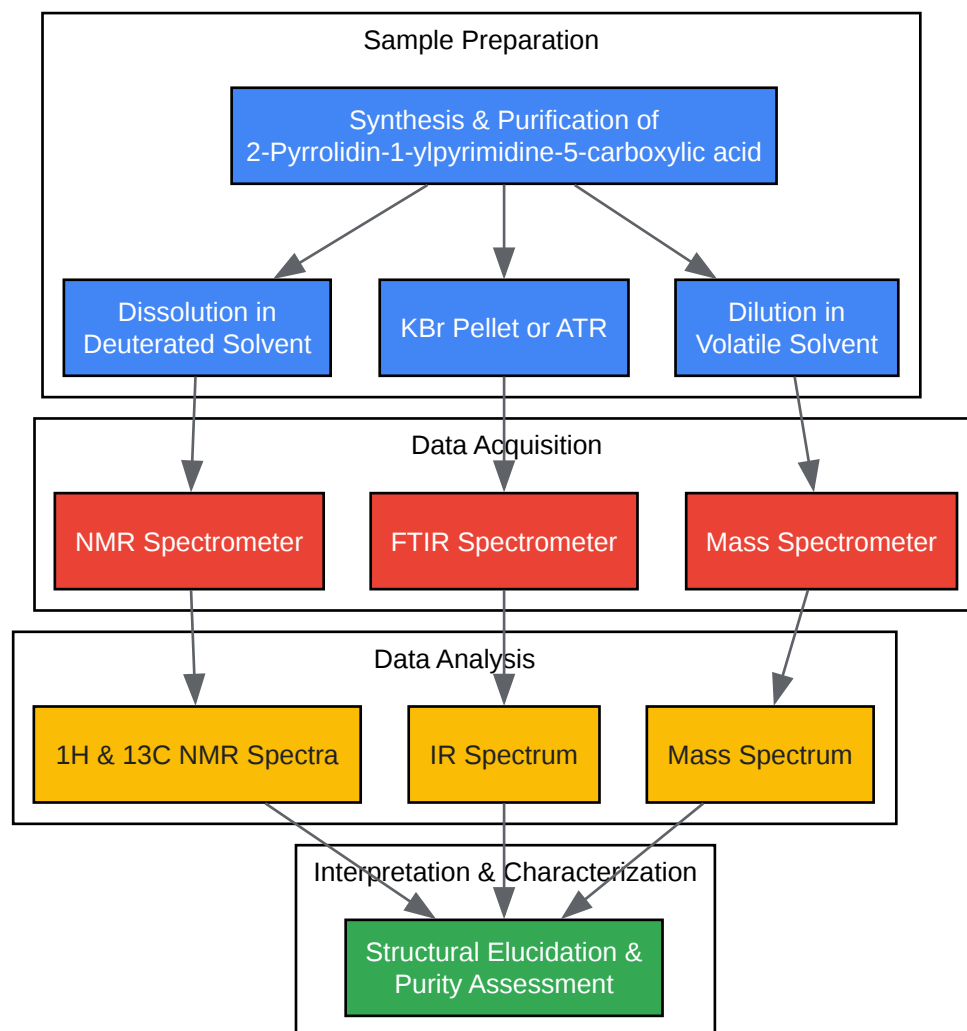 Sample Preparation
Synthesis & Purification of
2-Pyrrolidin-1-ylpyrimidine-5-carboxylic acid
Dissolution in
Deuterated Solvent
KBr Pellet or ATR
Dilution in
Volatile Solvent
Data Acquisition
NMR Spectrometer
FTIR Spectrometer
Mass Spectrometer
Data Analysis
1H & 13C NMR Spectra
IR Spectrum
Mass Spectrum
Interpretation & Characterization
Structural Elucidation &
Purity Assessment